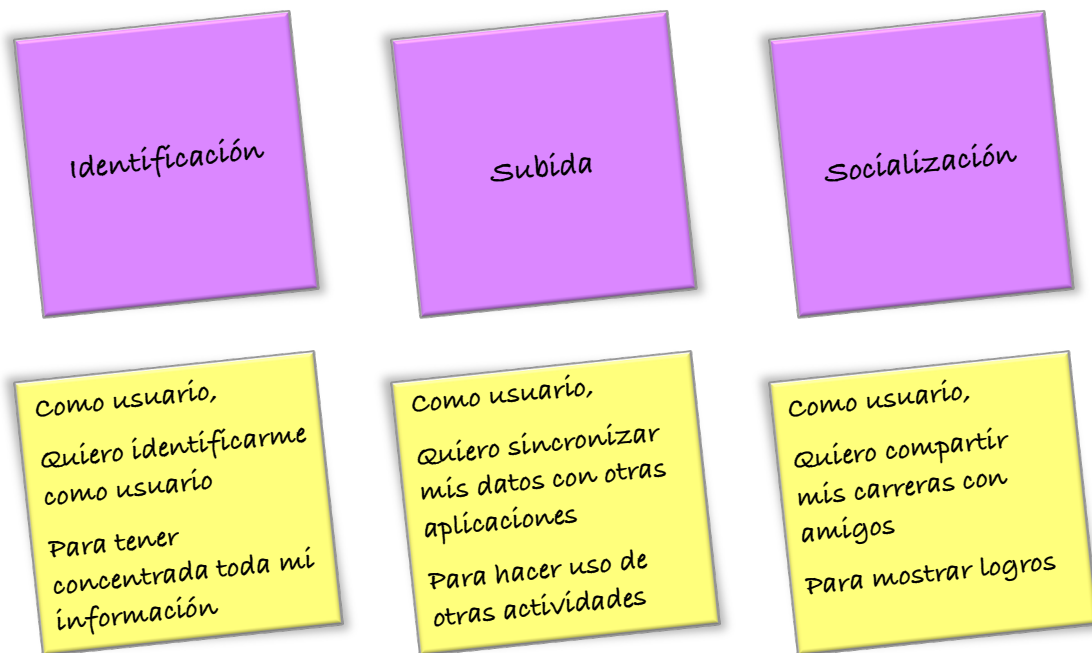 Identificación
Subida
Socialización
Como usuario,
Quiero identificarme
como usuario
Para tener
concentrada toda mi
información
Como usuario,
Quiero sincronizar
mis datos con otras
aplicaciones
Para hacer uso de
otras actividades
Como usuario,
Quiero compartir
mis carreras con
amigos
Para mostrar logros